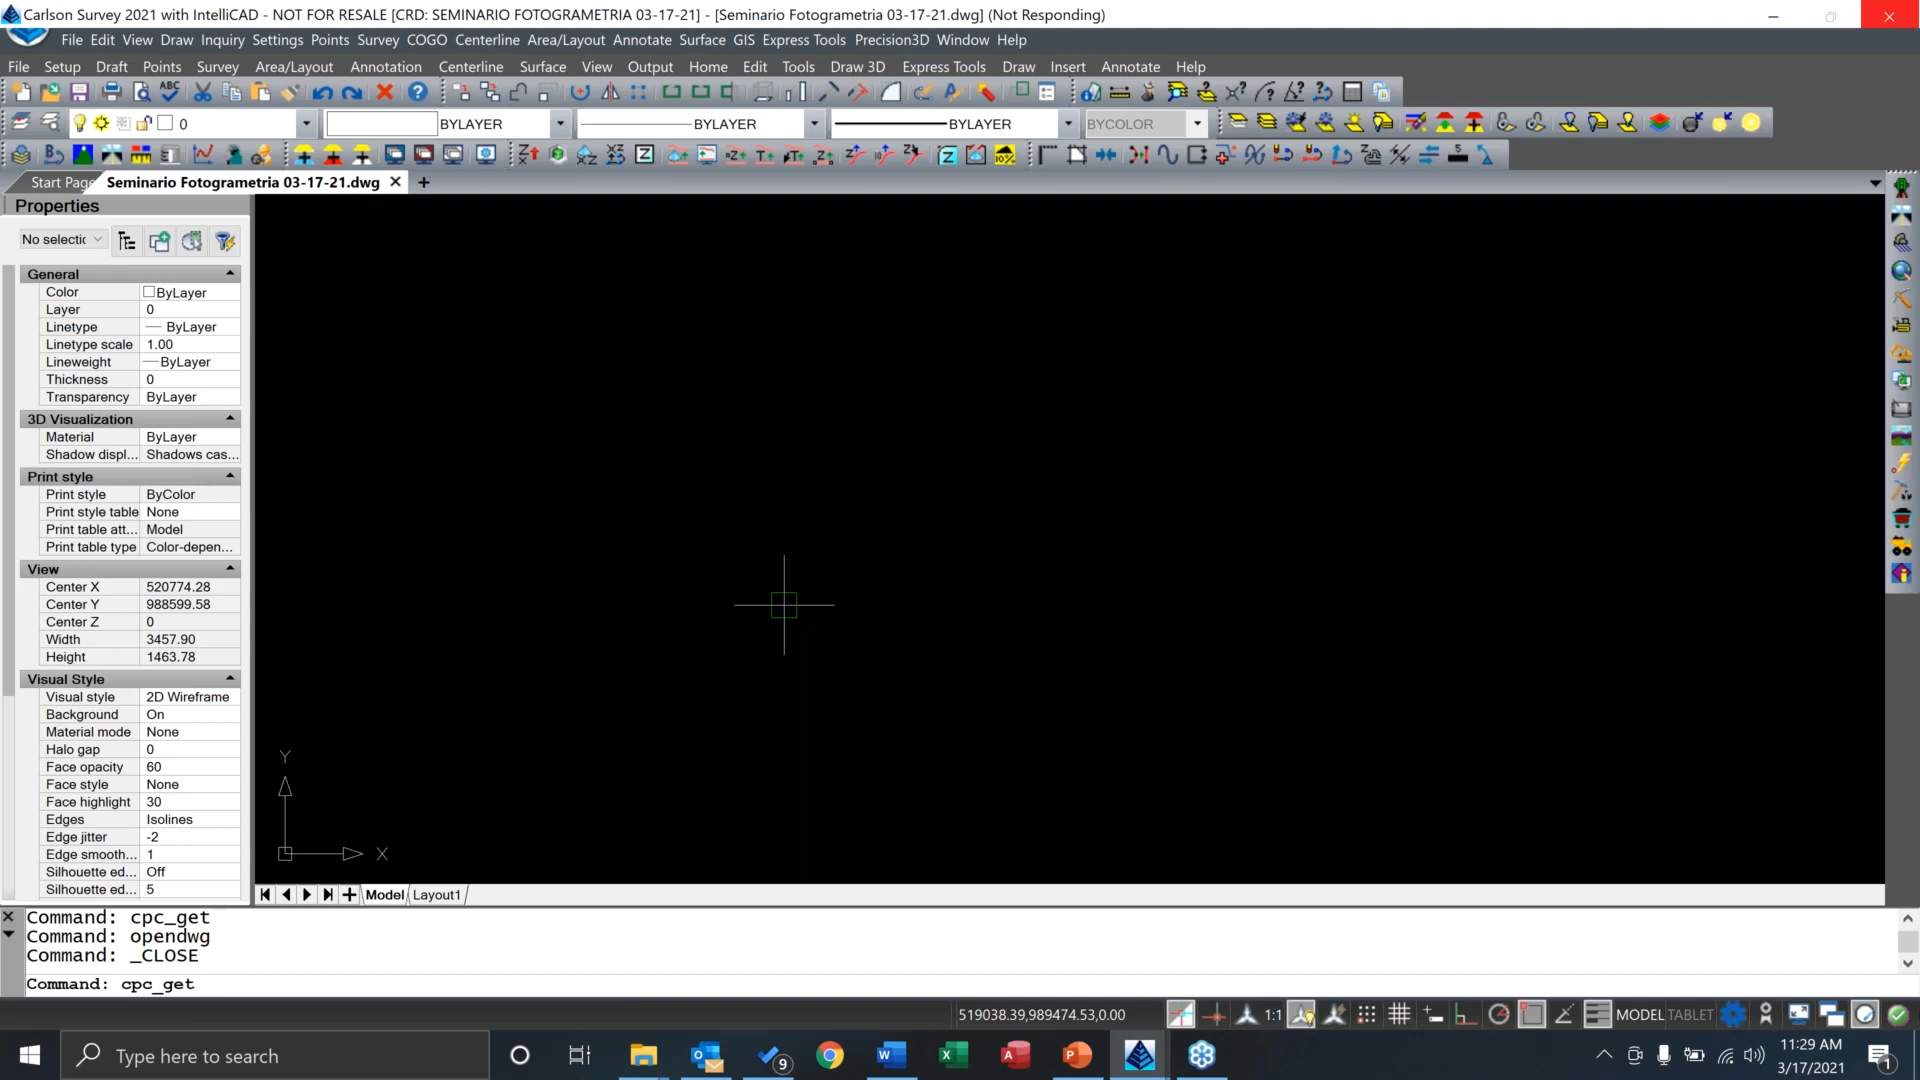 Carlson Survey 2021 with IntelliCAD - NOT FOR RESALE [CRD: SEMINARIO FOTOGRAMETRIA 03-17-21] - [Seminario Fotogrametria 03-17-21.dwg] (Not Responding)
File Edit View Draw Inquiry Settings Points Survey COGO Centerline Area/Layout Annotate Surface GIS Express Tools Precision3D Window Help
File Setup Draft Points Survey Area/Layout Annotation Centerline Surface View Output Home Edit Tools Draw 3D Express Tools Draw Insert Annotate Help
0 BYLAYER BYLAYER BYLAYER BYCOLOR
Start Page Seminario Fotogrametria 03-17-21.dwg
Properties
No selectic
General
Color ByLayer
Layer 0
Linetype ByLayer
Linetype scale 1.00
Lineweight ByLayer
Thickness 0
Transparency ByLayer
3D Visualization
Material ByLayer
Shadow displ... Shadows cas...
Print style
Print style ByColor
Print style table None
Print table att... Model
Print table type Color-depen...
View
Center X 520774.28
Center Y 988599.58
Center Z 0
Width 3457.90
Height 1463.78
Visual Style
Visual style 2D Wireframe
Background On
Material mode None
Halo gap 0
Face opacity 60
Face style None
Face highlight 30
Edges Isolines
Edge jitter -2
Edge smooth... 1
Silhouette ed... Off
Silhouette ed... 5
Y
X
Model Layout1
Command: cpc_get
Command: opendwg
Command: _CLOSE
Command: cpc_get
519038.39,989474.53,0.00 1:1 MODEL TABLET
Type here to search
9
11:29 AM
3/17/2021
1